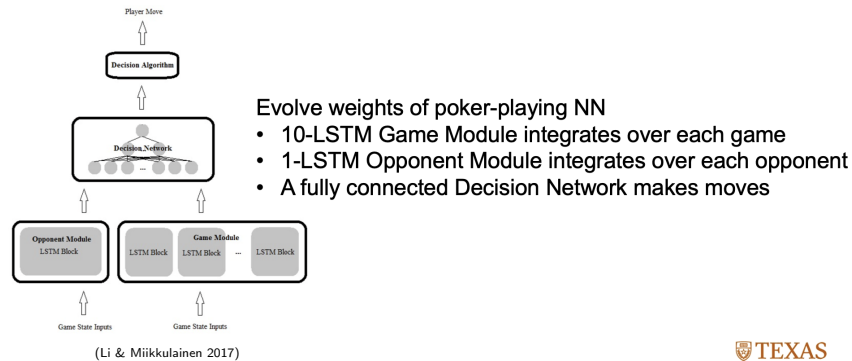 Player Move
Decision Algorithm
Decision Network
...
Opponent Module
LSTM Block
Game Module
LSTM Block
LSTM Block
...
LSTM Block
Game State Inputs
Game State Inputs
(Li & Miikkulainen 2017)
Evolve weights of poker-playing NN
• 10-LSTM Game Module integrates over each game
• 1-LSTM Opponent Module integrates over each opponent
• A fully connected Decision Network makes moves
TEXAS